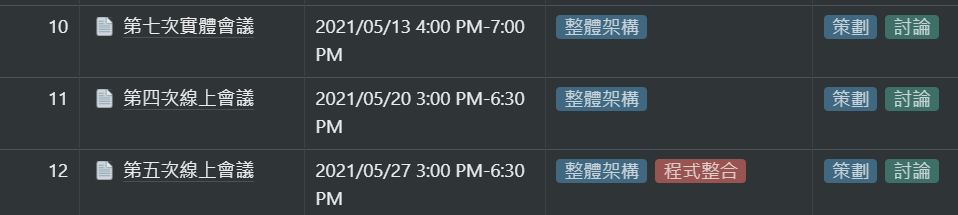 10 第七次實體會議 2021/05/13 4:00 PM-7:00 PM 整體架構 策劃 討論
11 第四次線上會議 2021/05/20 3:00 PM-6:30 PM 整體架構 策劃 討論
12 第五次線上會議 2021/05/27 3:00 PM-6:30 PM 整體架構 程式整合 策劃 討論